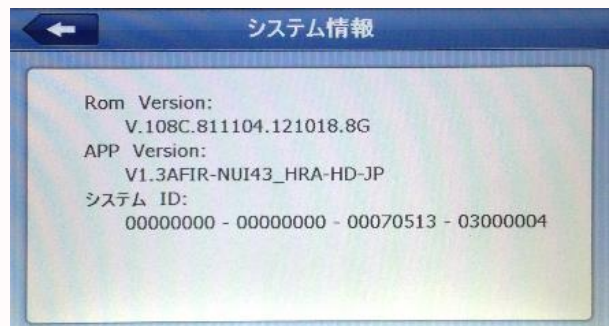 システム情報
Rom Version:
V.108C.811104.121018.8G
APP Version:
V1.3AFIR-NUI43_HRA-HD-JP
システム ID:
00000000 - 00000000 - 00070513 - 03000004